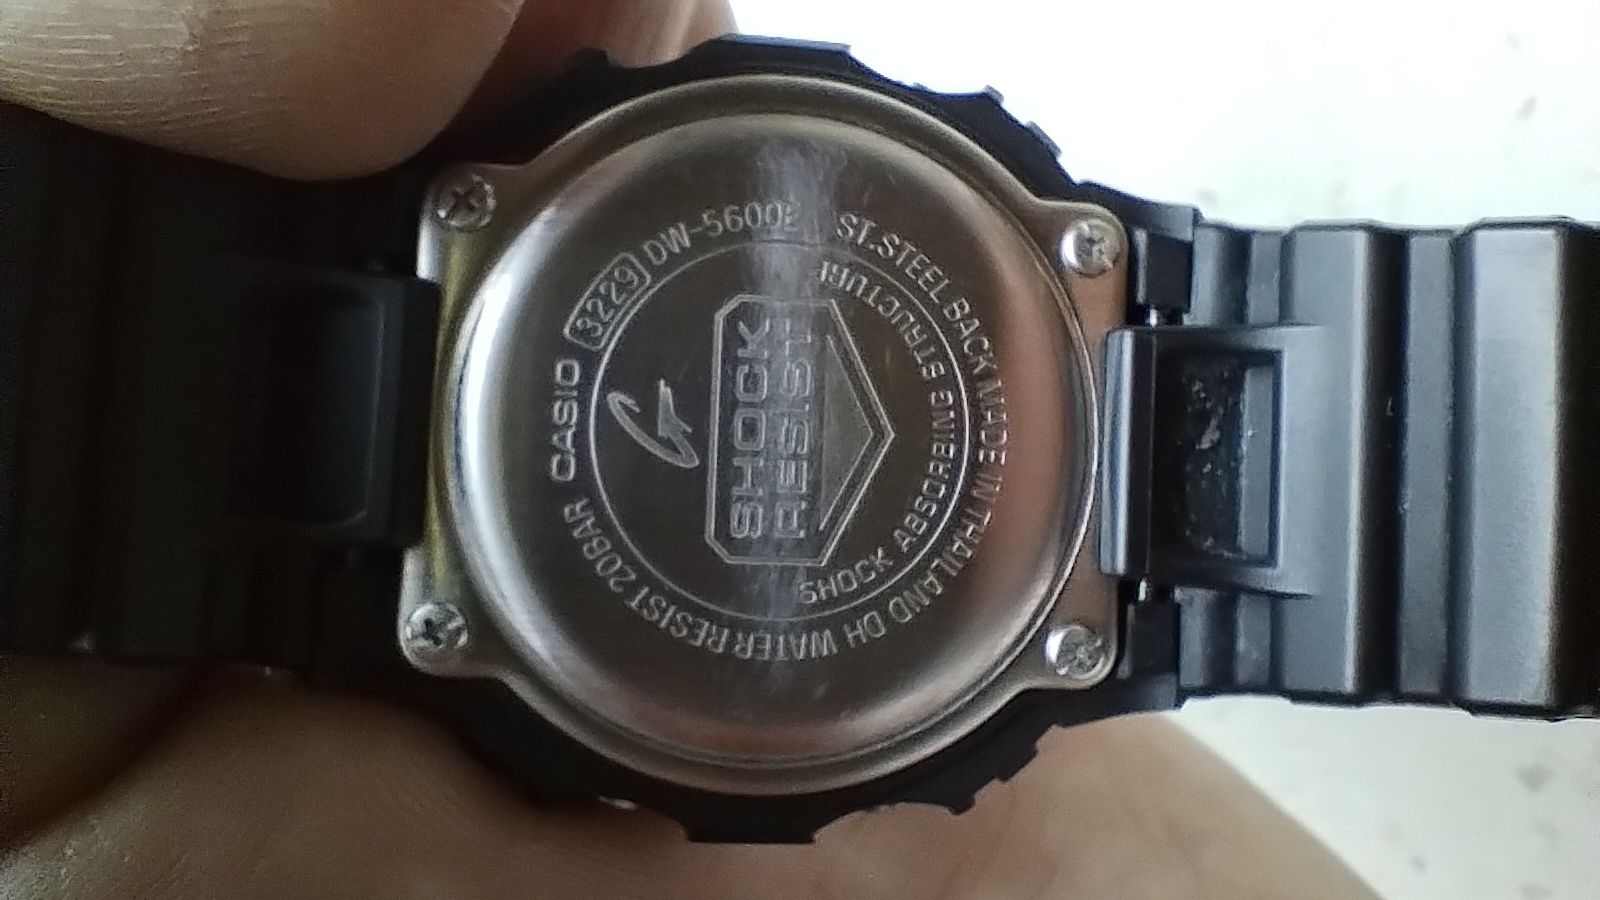 CASIO 3229 DW-5600E ST.STEEL BACK MADE IN THAILAND DH WATER RESIST 20BAR
G
SHOCK
RESIST
SHOCK ABSORBING STRUCTURE